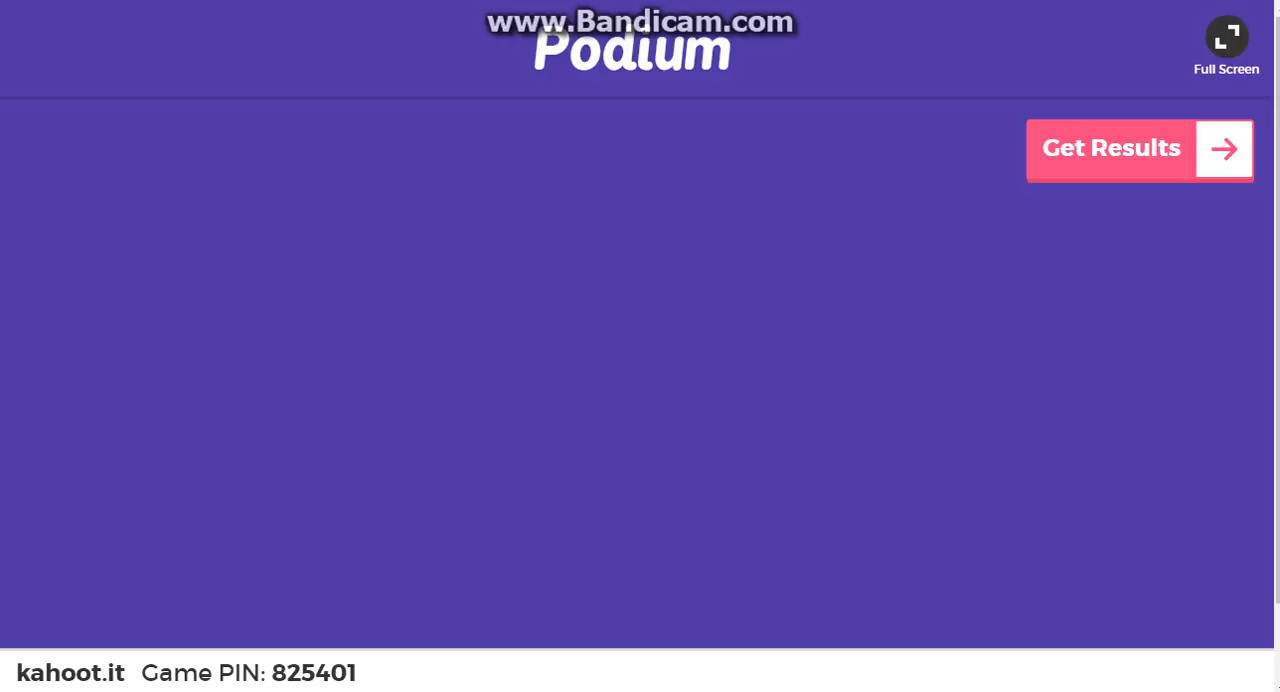 www.Bandicam.com
Podium
Full Screen
Get Results
kahoot.it Game PIN: 825401